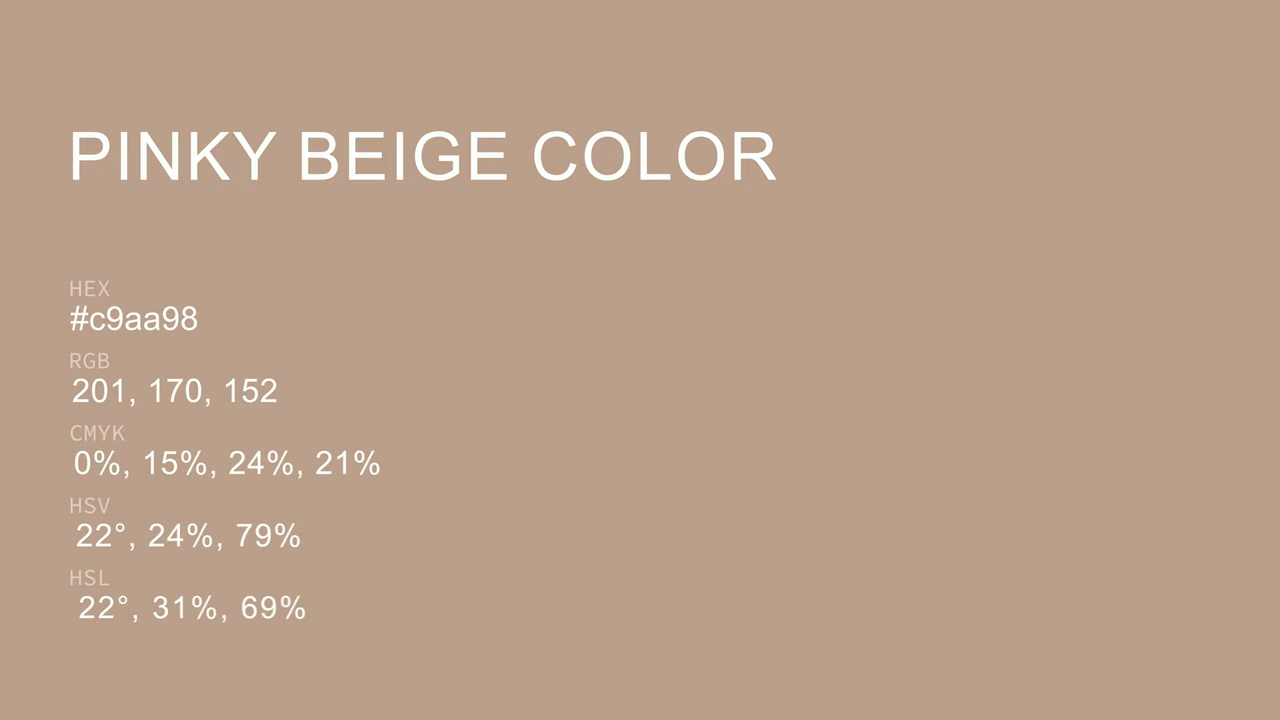 PINKY BEIGE COLOR
HEX
#c9aa98
RGB
201, 170, 152
CMYK
0%, 15%, 24%, 21%
HSV
22°, 24%, 79%
HSL
22°, 31%, 69%